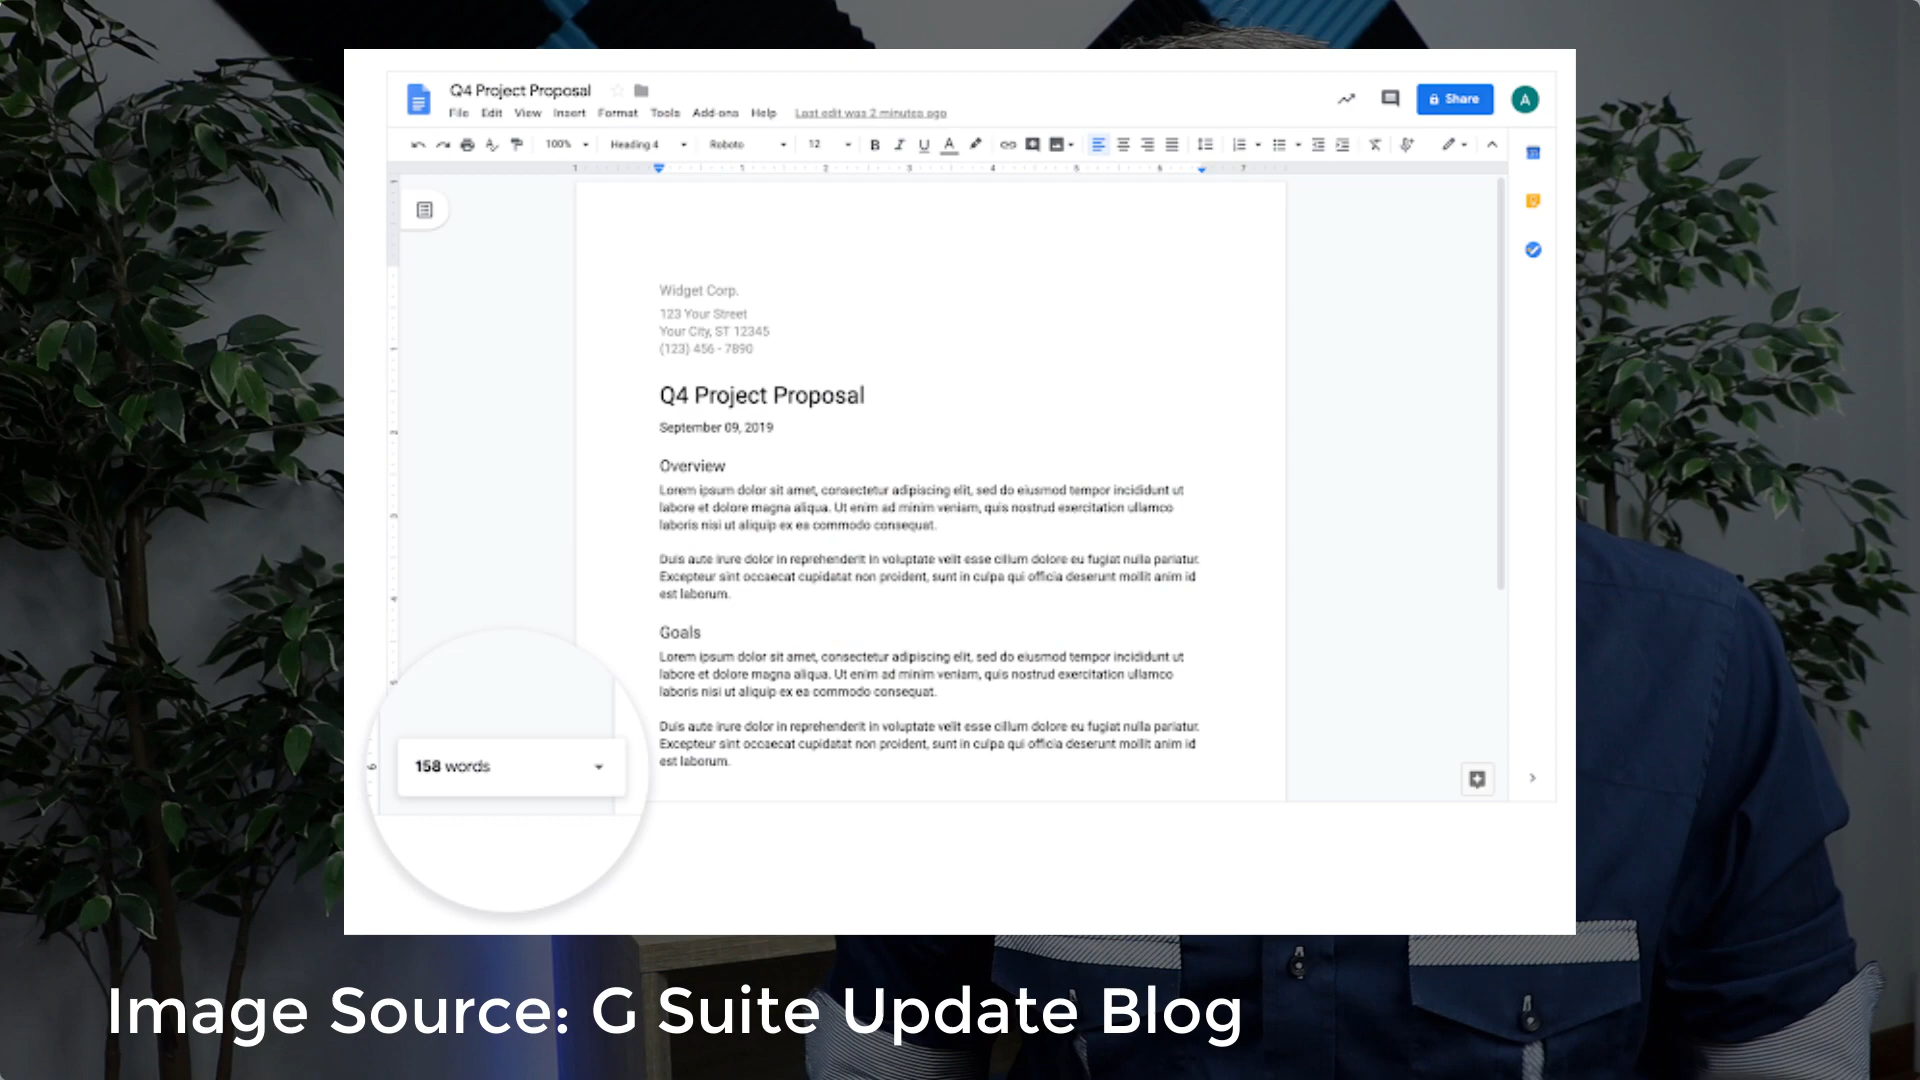 Q4 Project Proposal
File Edit View Insert Format Tools Add-ons Help Last edit was 2 minutes ago
Share
A
100% Heading 4 Roboto 12 B I U A
1 1 2 3 4 5 6 7
Widget Corp.
123 Your Street
Your City, ST 12345
(123) 456 - 7890
Q4 Project Proposal
September 09, 2019
Overview
Lorem ipsum dolor sit amet, consectetur adipiscing elit, sed do eiusmod tempor incididunt ut
labore et dolore magna aliqua. Ut enim ad minim veniam, quis nostrud exercitation ullamco
laboris nisi ut aliquip ex ea commodo consequat.
Duis aute irure dolor in reprehenderit in voluptate velit esse cillum dolore eu fugiat nulla pariatur.
Excepteur sint occaecat cupidatat non proident, sunt in culpa qui officia deserunt mollit anim id
est laborum.
Goals
Lorem ipsum dolor sit amet, consectetur adipiscing elit, sed do eiusmod tempor incididunt ut
labore et dolore magna aliqua. Ut enim ad minim veniam, quis nostrud exercitation ullamco
laboris nisi ut aliquip ex ea commodo consequat.
Duis aute irure dolor in reprehenderit in voluptate velit esse cillum dolore eu fugiat nulla pariatur.
Excepteur sint occaecat cupidatat non proident, sunt in culpa qui officia deserunt mollit anim id
est laborum.
158 words
Image Source: G Suite Update Blog